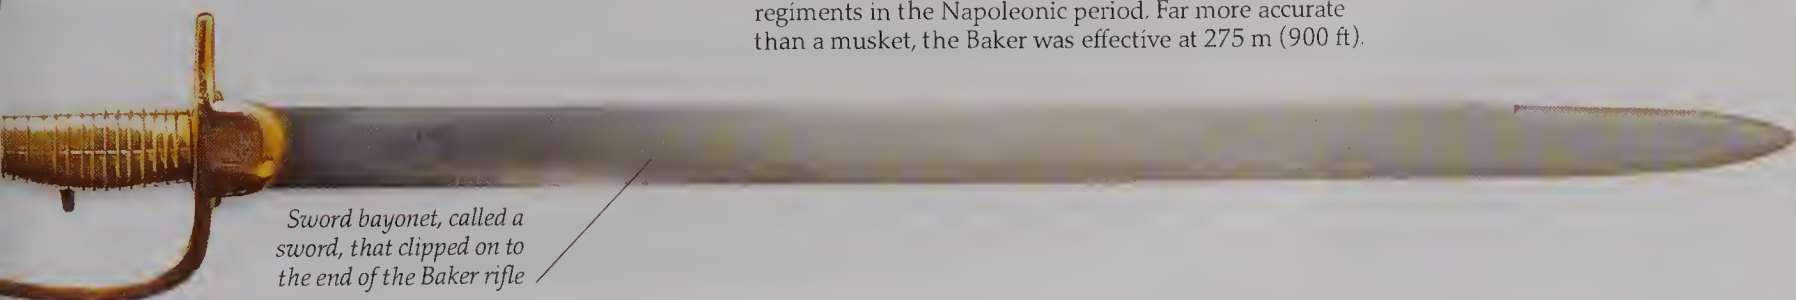 regiments in the Napoleonic period. Far more accurate
than a musket, the Baker was effective at 275 m (900 ft).
Sword bayonet, called a
sword, that clipped on to
the end of the Baker rifle